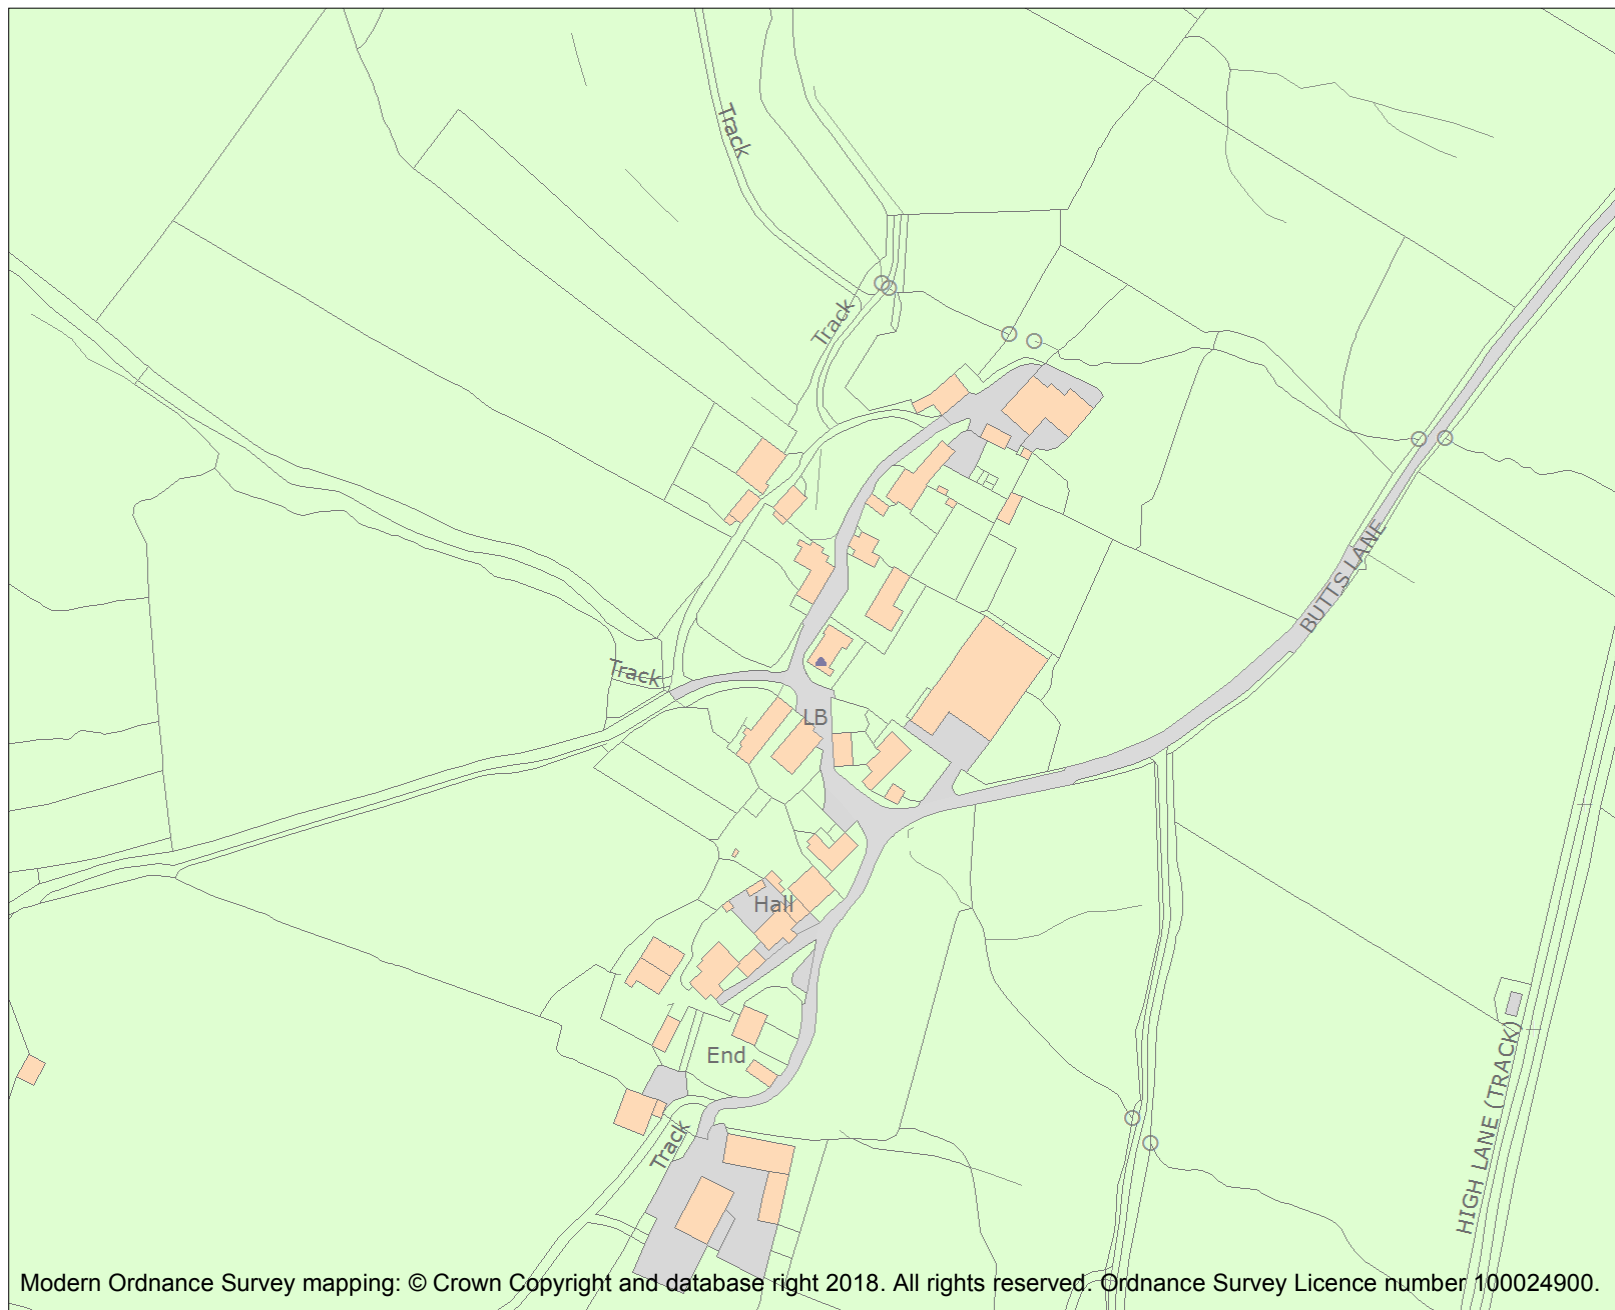 Track
Track
BUTTS LANE
Track
LB
Hall
End
HIGH LANE (TRACK)
Track
Modern Ordnance Survey mapping: © Crown Copyright and database right 2018. All rights reserved. Ordnance Survey Licence number 100024900.